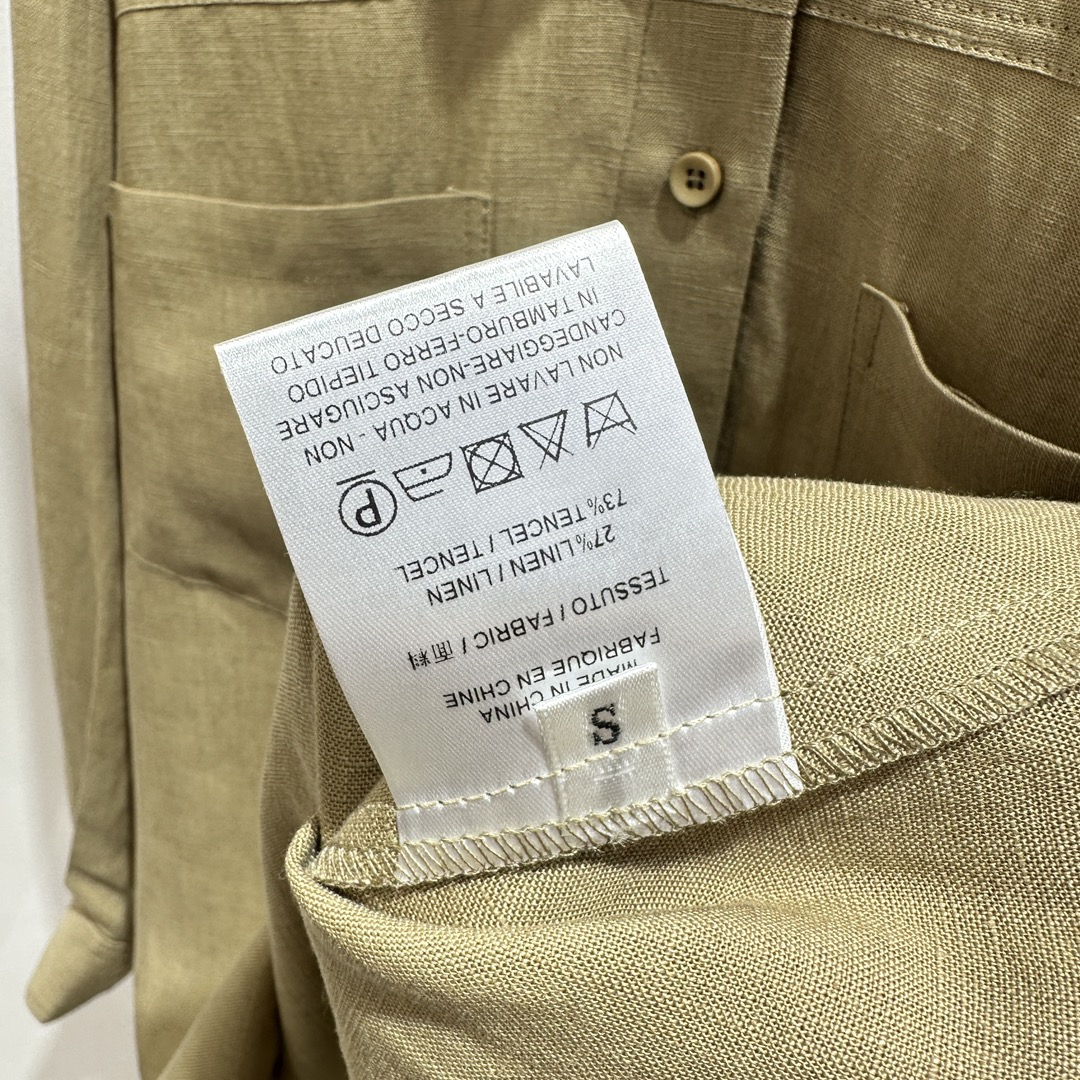 S
MADE IN CHINA
FABRIQUE EN CHINE
TESSUTO / FABRIC / 面料
27% LINEN / LINEN
73% TENCEL / TENCEL
P
NON LAVARE IN ACQUA - NON
CANDEGGIARE-NON ASCIUGARE
IN TAMBURO-FERRO TIEPIDO
LAVABILE A SECCO DEUCATO